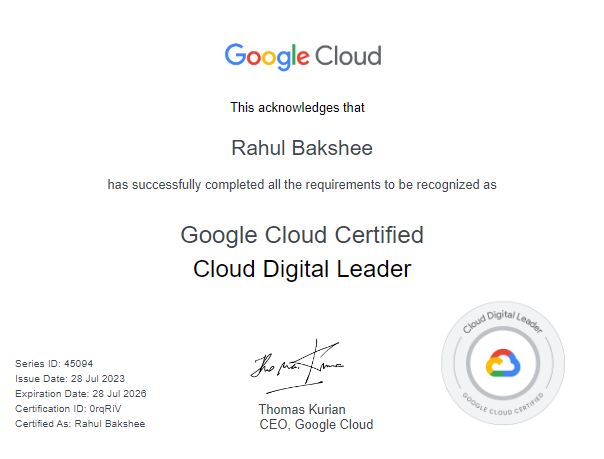 Google Cloud
This acknowledges that
Rahul Bakshee
has successfully completed all the requirements to be recognized as
Google Cloud Certified
Cloud Digital Leader
Series ID: 45094
Issue Date: 28 Jul 2023
Expiration Date: 28 Jul 2026
Certification ID: 0rqRiV
Certified As: Rahul Bakshee
Thomas Kurian
Thomas Kurian
CEO, Google Cloud
Cloud Digital Leader
GOOGLE CLOUD CERTIFIED